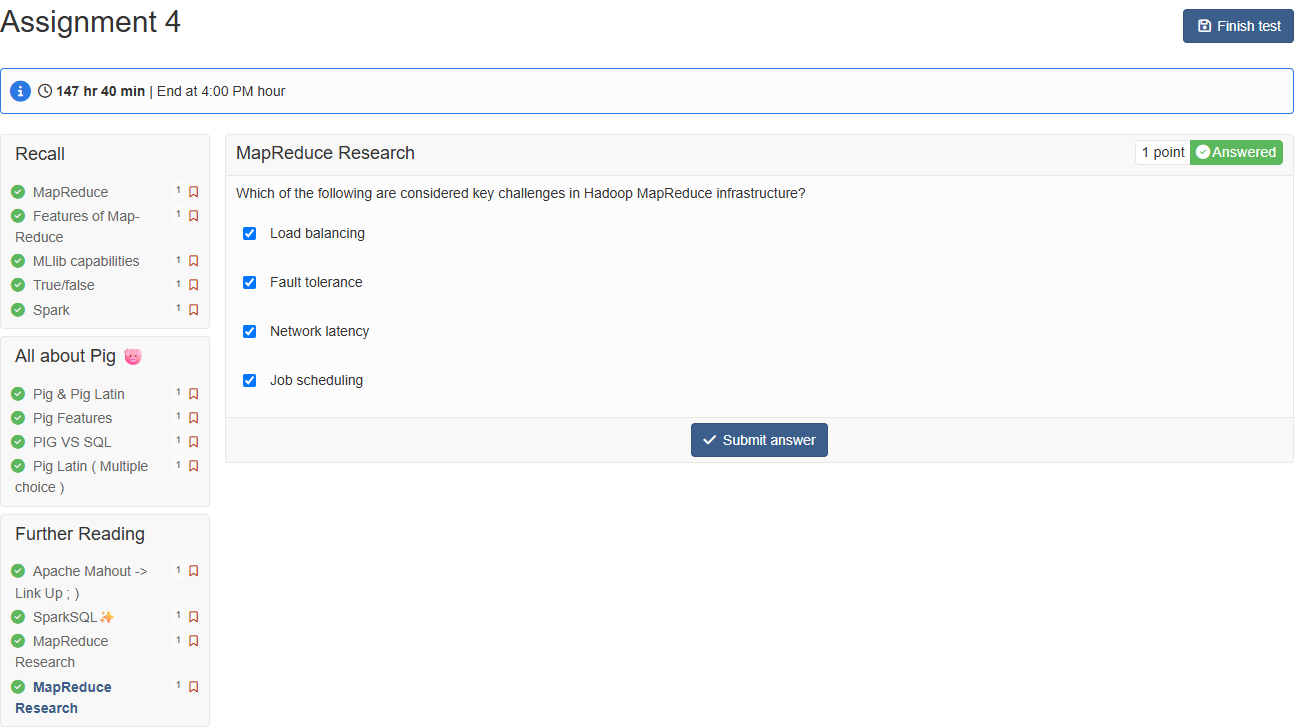 Assignment 4
Finish test
147 hr 40 min | End at 4:00 PM hour
Recall
MapReduce 1
Features of Map- 1
Reduce
MLlib capabilities 1
True/false 1
Spark 1
All about Pig 🐷
Pig & Pig Latin 1
Pig Features 1
PIG VS SQL 1
Pig Latin ( Multiple 1
choice )
Further Reading
Apache Mahout -> 1
Link Up ; )
SparkSQL✨ 1
MapReduce 1
Research
MapReduce 1
Research
MapReduce Research
1 point Answered
Which of the following are considered key challenges in Hadoop MapReduce infrastructure?
Load balancing
Fault tolerance
Network latency
Job scheduling
Submit answer